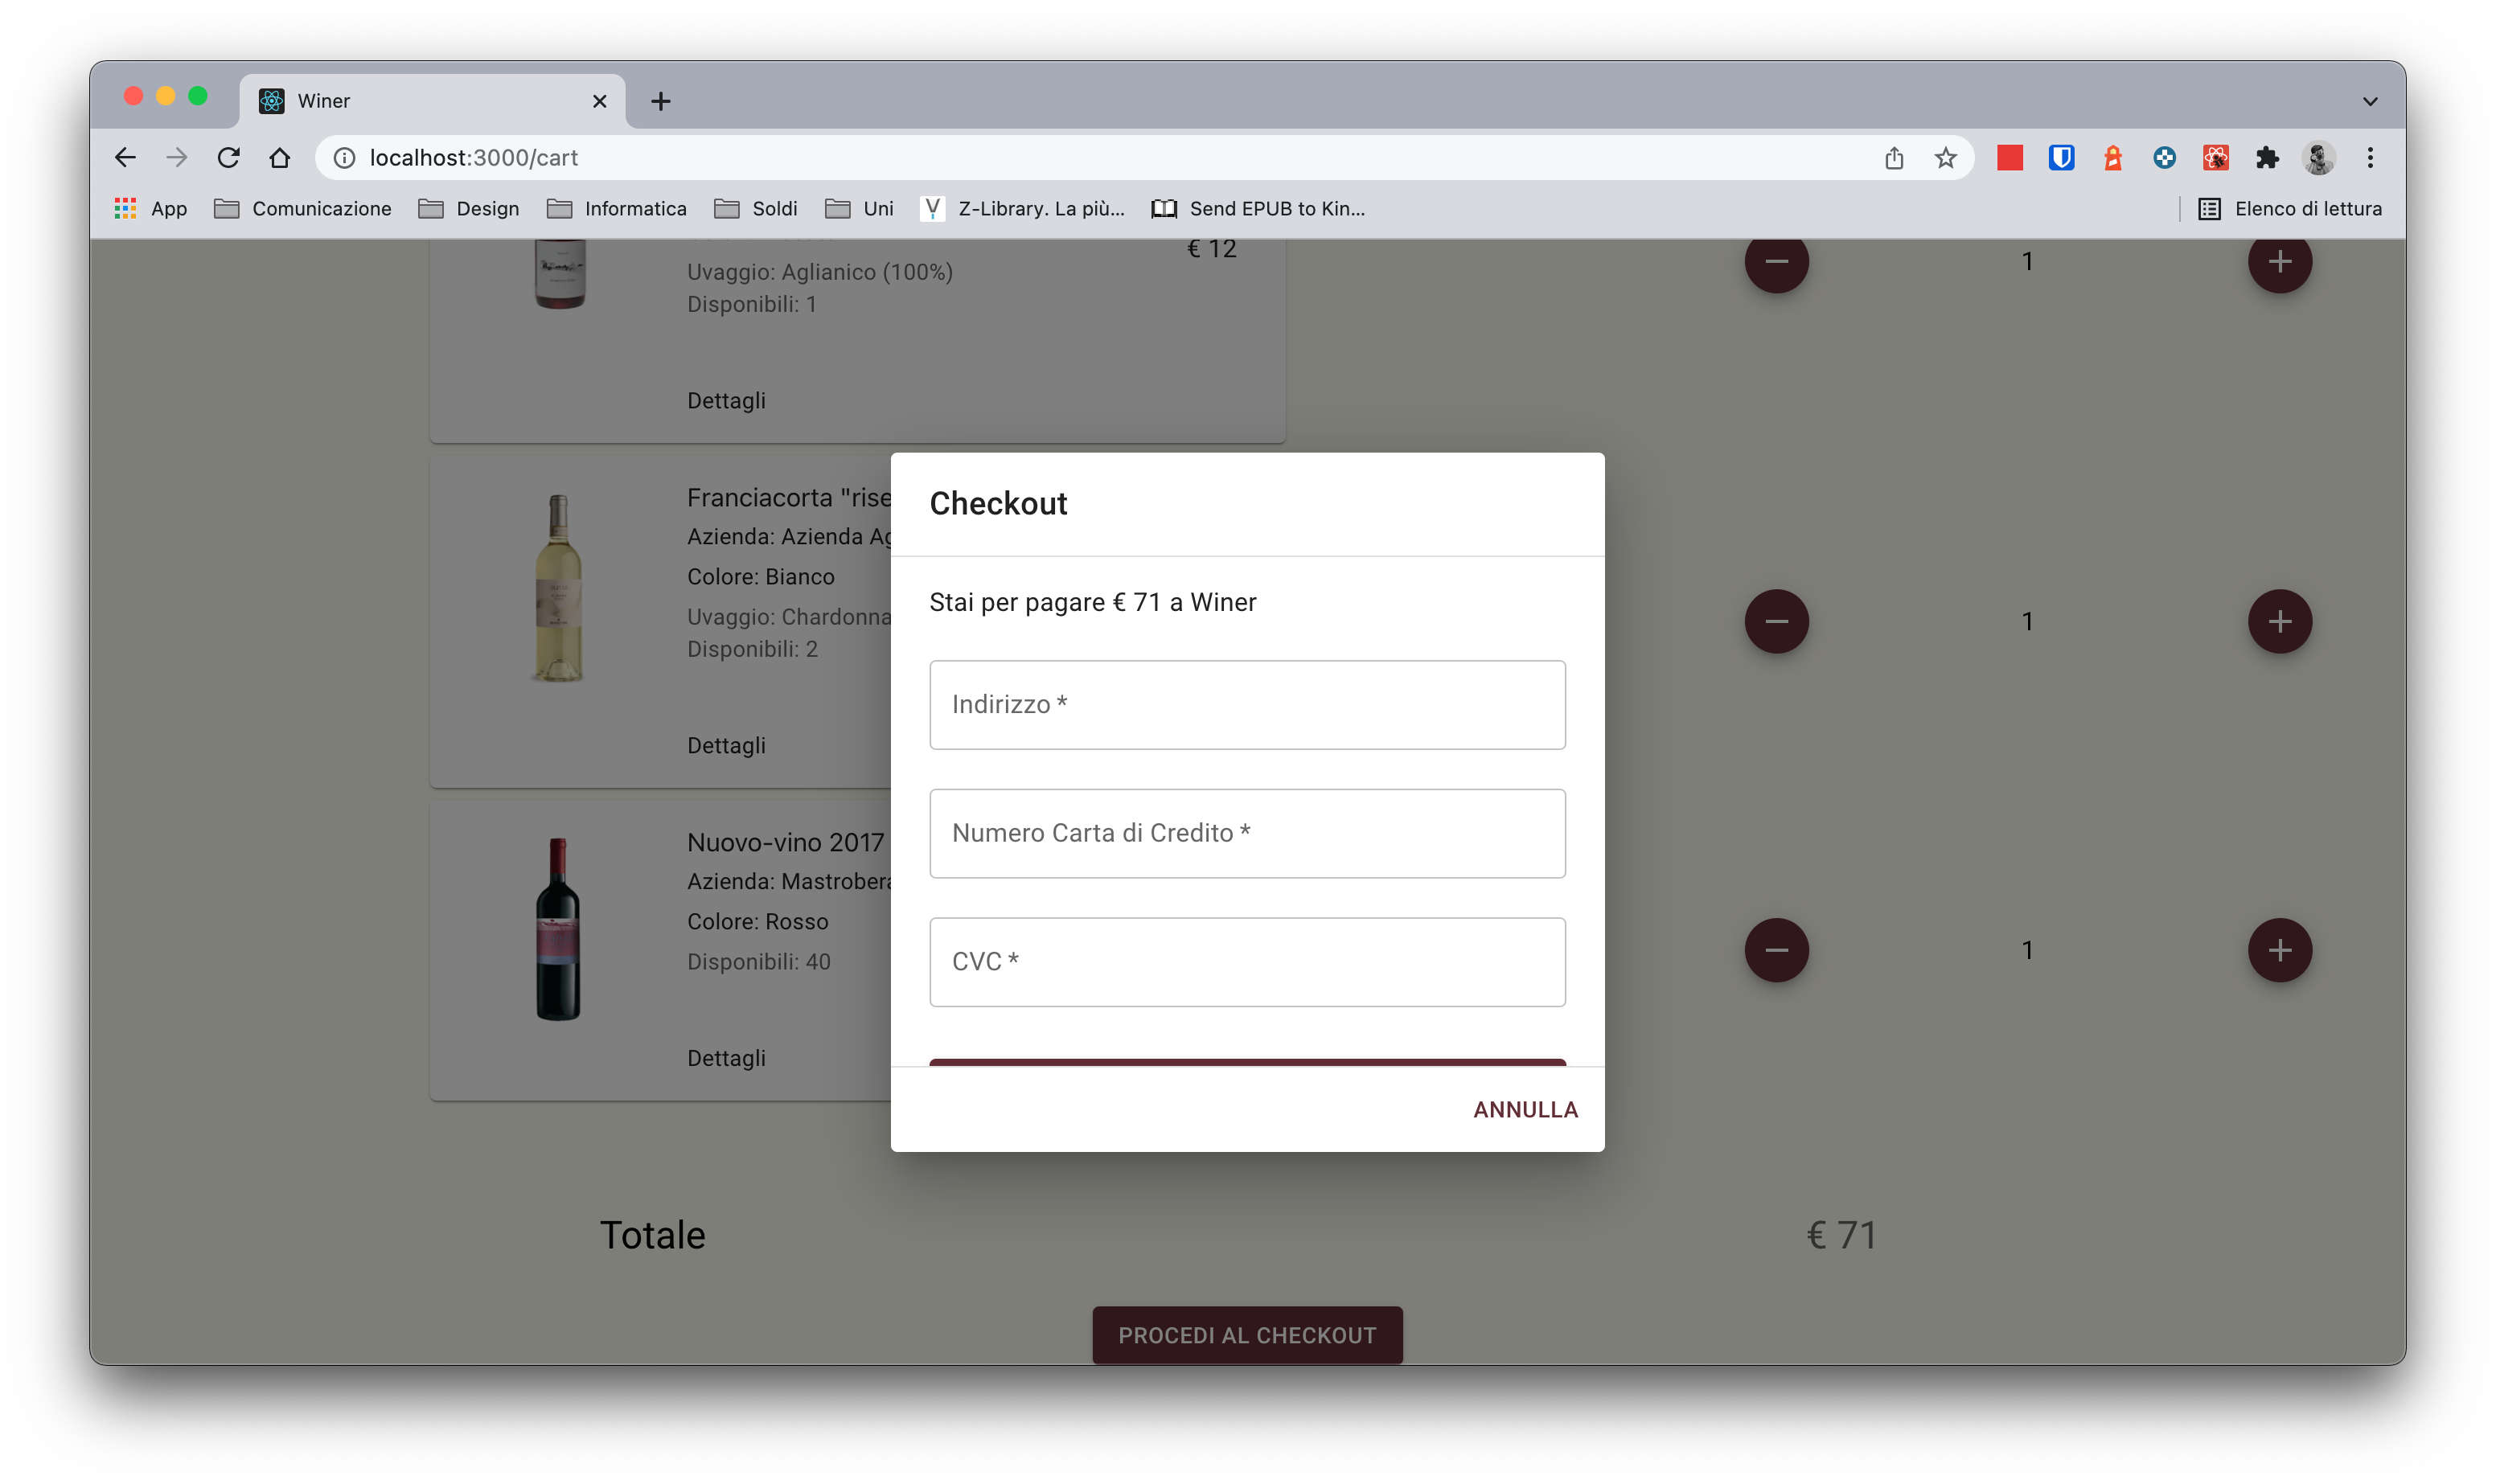 Winer
localhost:3000/cart
App
Comunicazione
Design
Informatica
Soldi
Uni
Z-Library. La più...
Send EPUB to Kin...
Elenco di lettura
€ 12
Uvaggio: Aglianico (100%)
Disponibili: 1
1
Dettagli
Franciacorta "rise
Azienda: Azienda Ag
Colore: Bianco
Uvaggio: Chardonna
Disponibili: 2
1
Dettagli
Nuovo-vino 2017
Azienda: Mastrobera
Colore: Rosso
Disponibili: 40
1
Dettagli
Checkout
Stai per pagare € 71 a Winer
Indirizzo *
Numero Carta di Credito *
CVC *
ANNULLA
Totale
€ 71
PROCEDI AL CHECKOUT